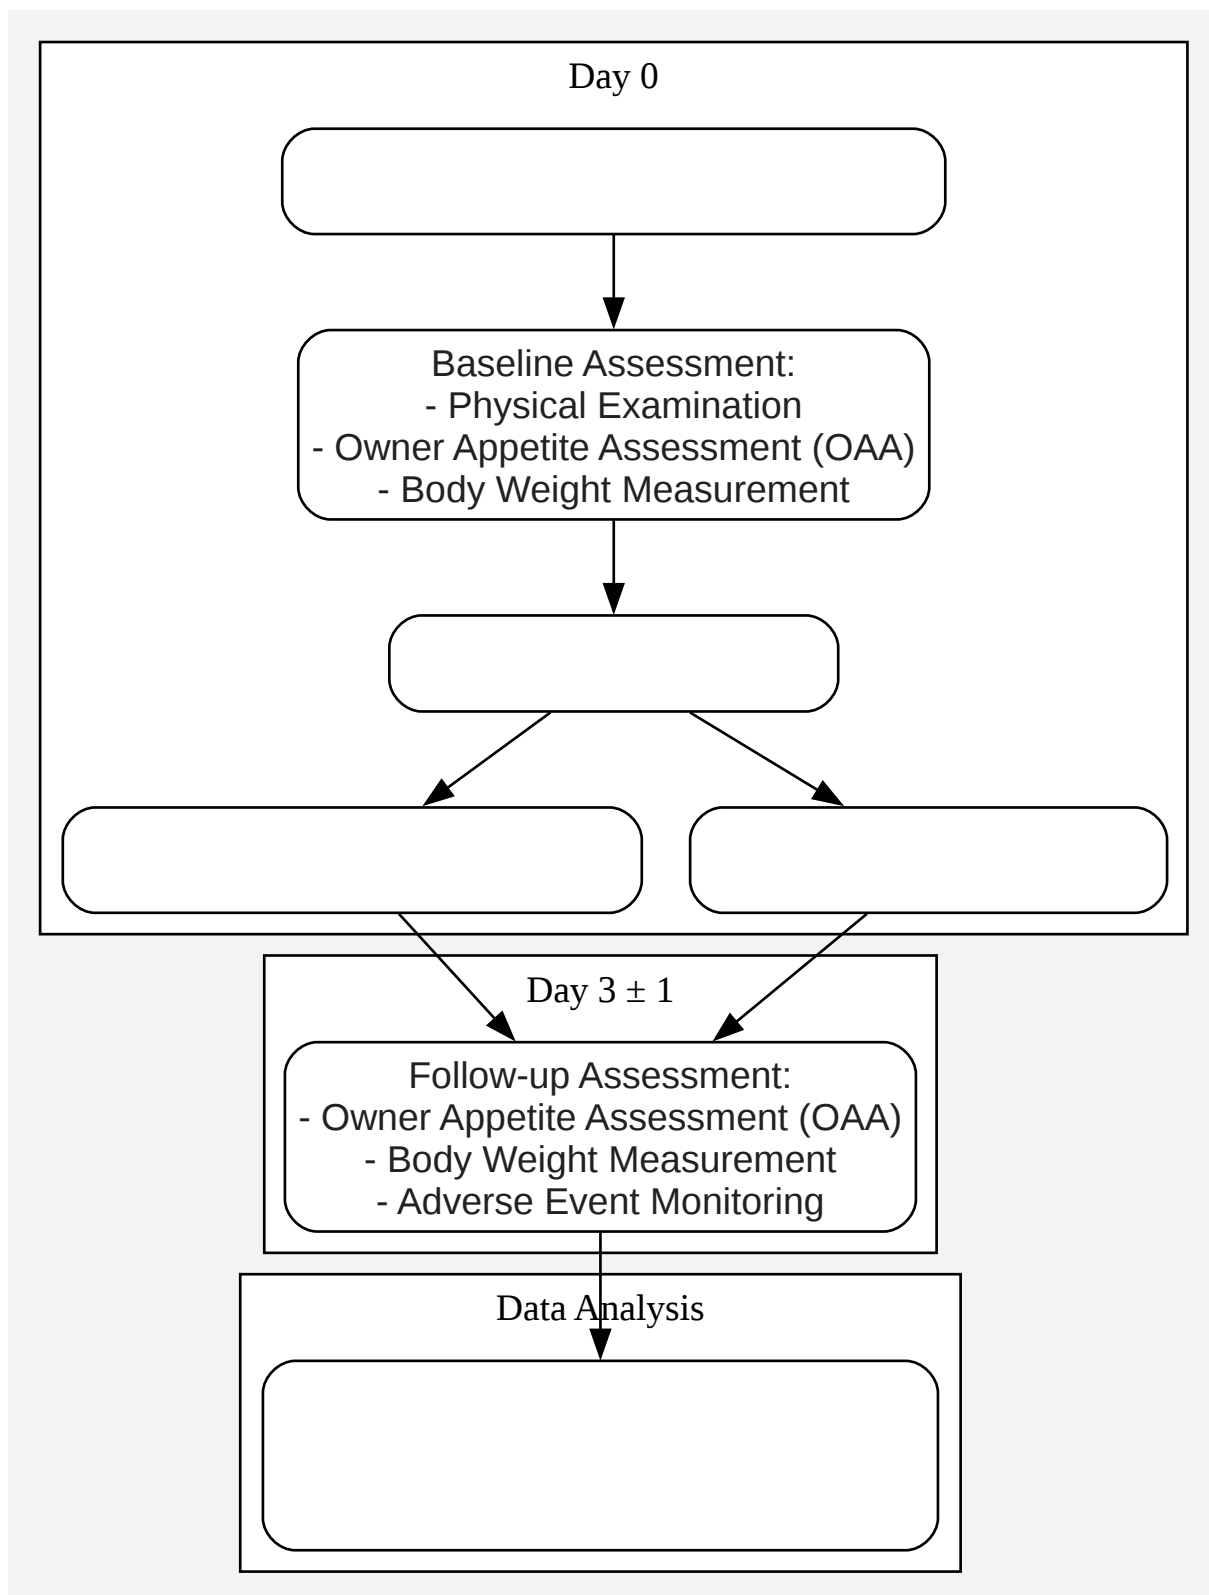 Day 0
Baseline Assessment:
- Physical Examination
- Owner Appetite Assessment (OAA)
- Body Weight Measurement
Day 3 ± 1
Follow-up Assessment:
- Owner Appetite Assessment (OAA)
- Body Weight Measurement
- Adverse Event Monitoring
Data Analysis